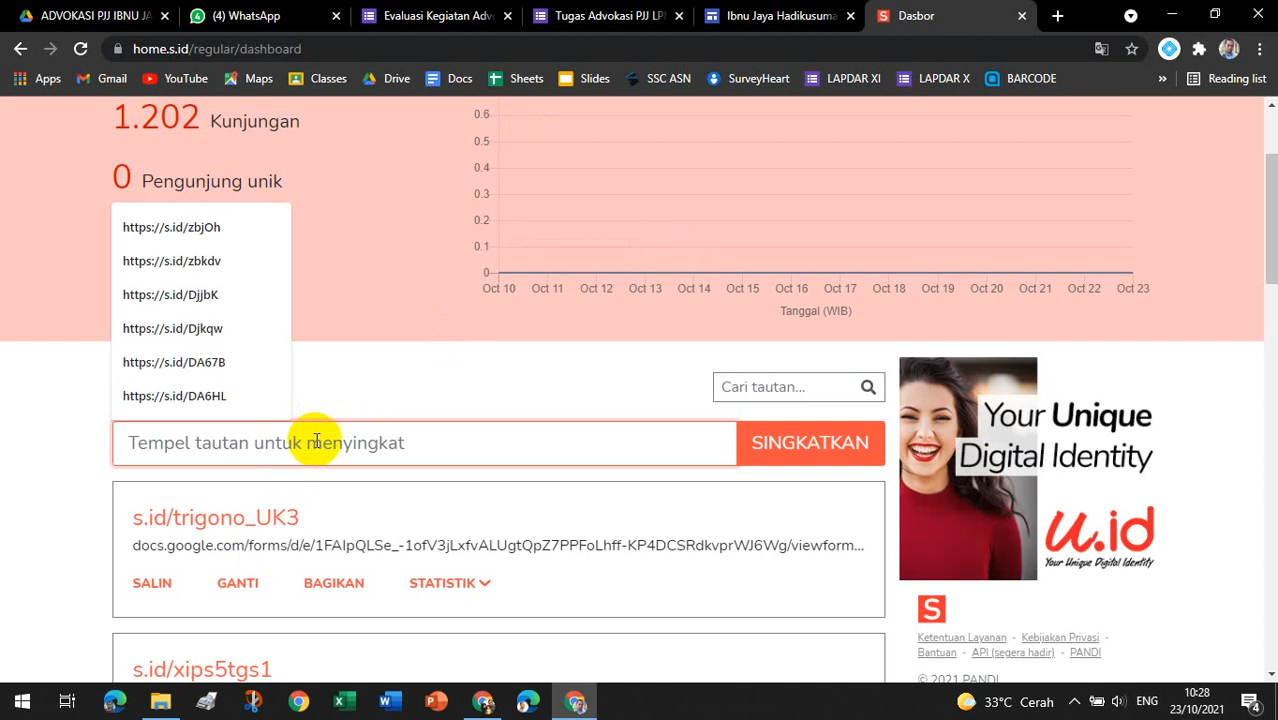 ADVOKASI PJJ IBNU JA
(4) WhatsApp
Evaluasi Kegiatan Adv
Tugas Advokasi PJJ LP
Ibnu Jaya Hadikusuma
Dasbor
home.s.id/regular/dashboard
Apps
Gmail
YouTube
Maps
Classes
Drive
Docs
Sheets
Slides
SSC ASN
SurveyHeart
LAPDAR XI
LAPDAR X
BARCODE
»
Reading list
1.202 Kunjungan
0 Pengunjung unik
0.6
0.5
0.4
0.3
0.2
0.1
0
Oct 10 Oct 11 Oct 12 Oct 13 Oct 14 Oct 15 Oct 16 Oct 17 Oct 18 Oct 19 Oct 20 Oct 21 Oct 22 Oct 23
Tanggal (WIB)
https://s.id/zbjOh
https://s.id/zbkdv
https://s.id/DjjbK
https://s.id/Djkqw
https://s.id/DA67B
https://s.id/DA6HL
Cari tautan...
Tempel tautan untuk menyingkat
SINGKATKAN
s.id/trigono_UK3
docs.google.com/forms/d/e/1FAIpQLSe_-1ofV3jLxfvALUgtQpZ7PPFoLhff-KP4DCSRdkvprWJ6Wg/viewform...
SALIN
GANTI
BAGIKAN
STATISTIK
s.id/xips5tgs1
Your Unique
Digital Identity
u.id
Your Unique Digital Identity
S
Ketentuan Layanan - Kebijakan Privasi -
Bantuan - API (segera hadir) - PANDI
© 2021 PANDI
33°C Cerah
ENG
10:28
23/10/2021
4